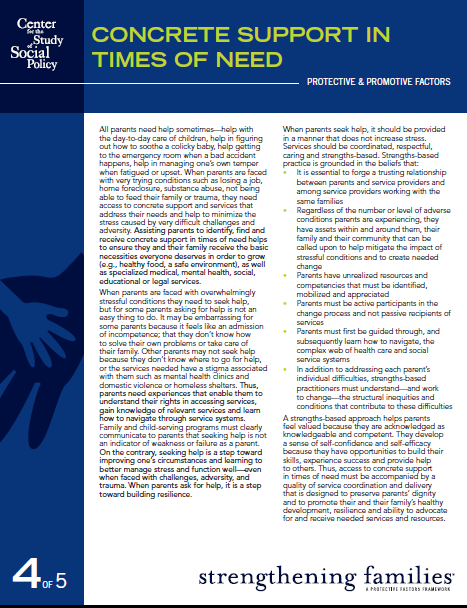 Center
for the
Study
of
Social
Policy
CONCRETE SUPPORT IN
TIMES OF NEED
PROTECTIVE & PROMOTIVE FACTORS
All parents need help sometimes—help with
the day-to-day care of children, help in figuring
out how to soothe a colicky baby, help getting
to the emergency room when a bad accident
happens, help in managing one's own temper
when fatigued or upset. When parents are faced
with very trying conditions such as losing a job,
home foreclosure, substance abuse, not being
able to feed their family or trauma, they need
access to concrete support and services that
address their needs and help to minimize the
stress caused by very difficult challenges and
adversity. Assisting parents to identify, find and
receive concrete support in times of need helps
to ensure they and their family receive the basic
necessities everyone deserves in order to grow
(e.g., healthy food, a safe environment), as well
as specialized medical, mental health, social,
educational or legal services.
When parents are faced with overwhelmingly
stressful conditions they need to seek help,
but for some parents asking for help is not an
easy thing to do. It may be embarrassing for
some parents because it feels like an admission
of incompetence; that they don't know how
to solve their own problems or take care of
their family. Other parents may not seek help
because they don't know where to go for help,
or the services needed have a stigma associated
with them such as mental health clinics and
domestic violence or homeless shelters. Thus,
parents need experiences that enable them to
understand their rights in accessing services,
gain knowledge of relevant services and learn
how to navigate through service systems.
Family and child-serving programs must clearly
communicate to parents that seeking help is not
an indicator of weakness or failure as a parent.
On the contrary, seeking help is a step toward
improving one's circumstances and learning to
better manage stress and function well—even
when faced with challenges, adversity, and
trauma. When parents ask for help, it is a step
toward building resilience.
When parents seek help, it should be provided
in a manner that does not increase stress.
Services should be coordinated, respectful,
caring and strengths-based. Strengths-based
practice is grounded in the beliefs that:
• It is essential to forge a trusting relationship
between parents and service providers and
among service providers working with the
same families
• Regardless of the number or level of adverse
conditions parents are experiencing, they
have assets within and around them, their
family and their community that can be
called upon to help mitigate the impact of
stressful conditions and to create needed
change
• Parents have unrealized resources and
competencies that must be identified,
mobilized and appreciated
• Parents must be active participants in the
change process and not passive recipients of
services
• Parents must first be guided through, and
subsequently learn how to navigate, the
complex web of health care and social
service systems
• In addition to addressing each parent's
individual difficulties, strengths-based
practitioners must understand—and work
to change—the structural inequities and
conditions that contribute to these difficulties
A strengths-based approach helps parents
feel valued because they are acknowledged as
knowledgeable and competent. They develop
a sense of self-confidence and self-efficacy
because they have opportunities to build their
skills, experience success and provide help
to others. Thus, access to concrete support
in times of need must be accompanied by a
quality of service coordination and delivery
that is designed to preserve parents' dignity
and to promote their and their family's healthy
development, resilience and ability to advocate
for and receive needed services and resources.
4 OF 5
strengthening families
A PROTECTIVE FACTORS FRAMEWORK